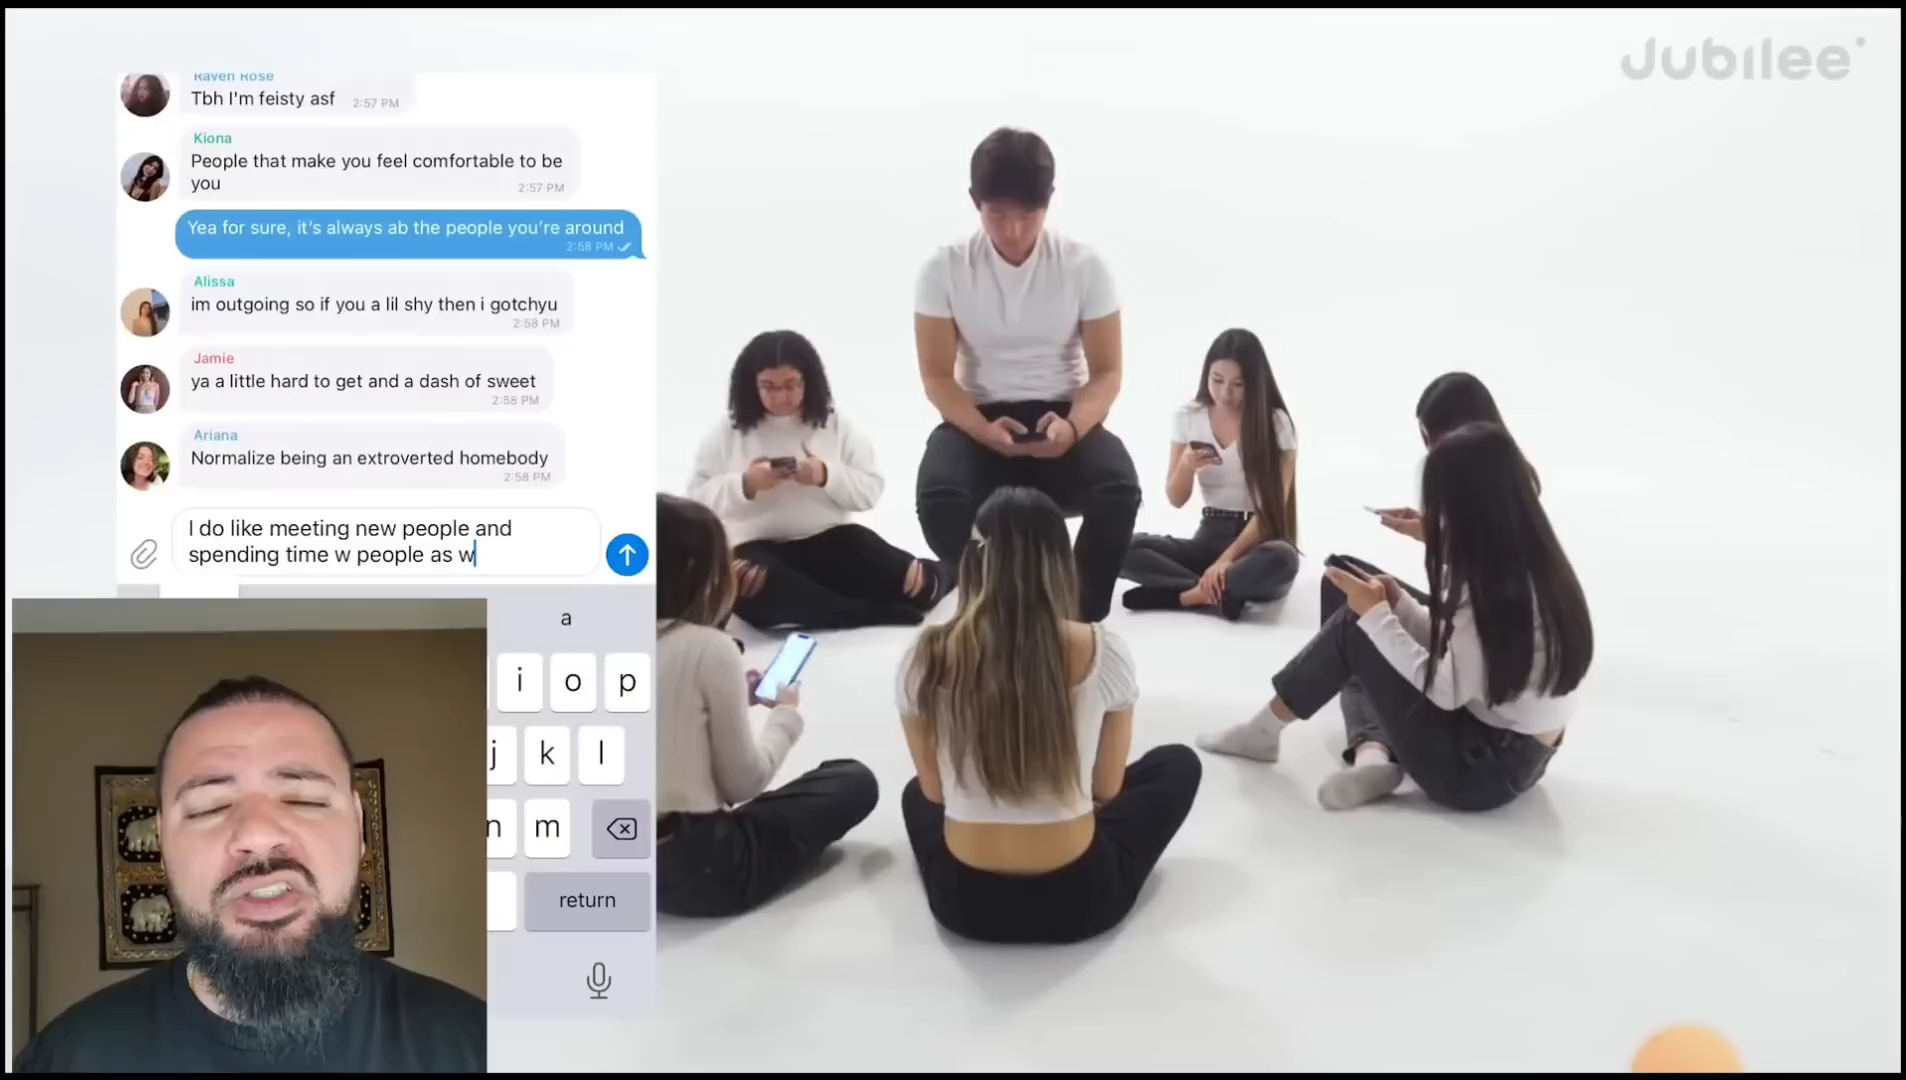 Jubilee
Raven Rose
Tbh I'm feisty asf 2:57 PM
Kiona
People that make you feel comfortable to be
you 2:57 PM
Yea for sure, it's always ab the people you're around
2:58 PM
Alissa
im outgoing so if you a lil shy then i gotchyu
2:58 PM
Jamie
ya a little hard to get and a dash of sweet
2:58 PM
Ariana
Normalize being an extroverted homebody
2:58 PM
I do like meeting new people and
spending time w people as w
a
i o p
j k l
n m
return